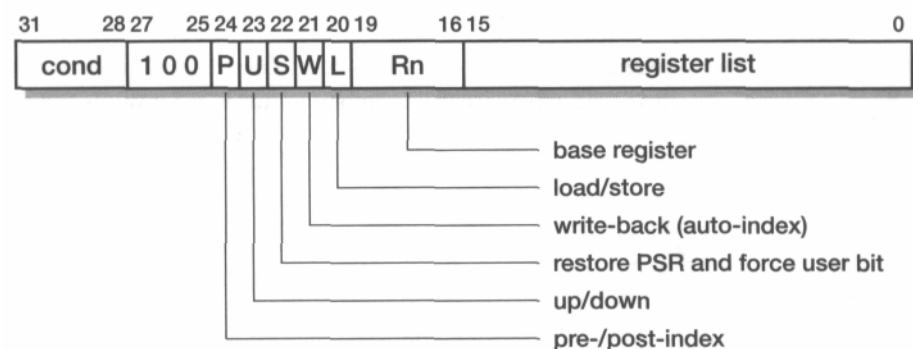 31 28 27 25 24 23 22 21 20 19 16 15 0
cond 1 0 0 P U S W L Rn register list
base register
load/store
write-back (auto-index)
restore PSR and force user bit
up/down
pre-/post-index